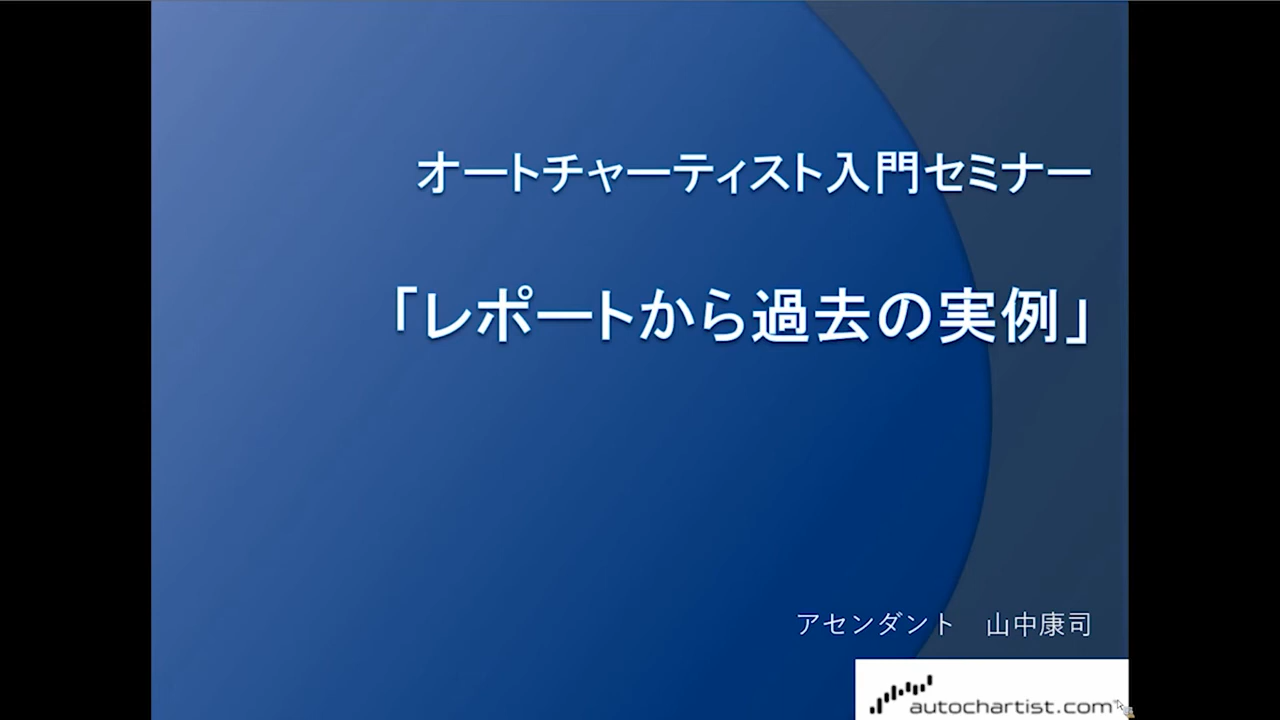 オートチャーティスト入門セミナー
「レポートから過去の実例」
アセンダント　山中康司
autochartist.com